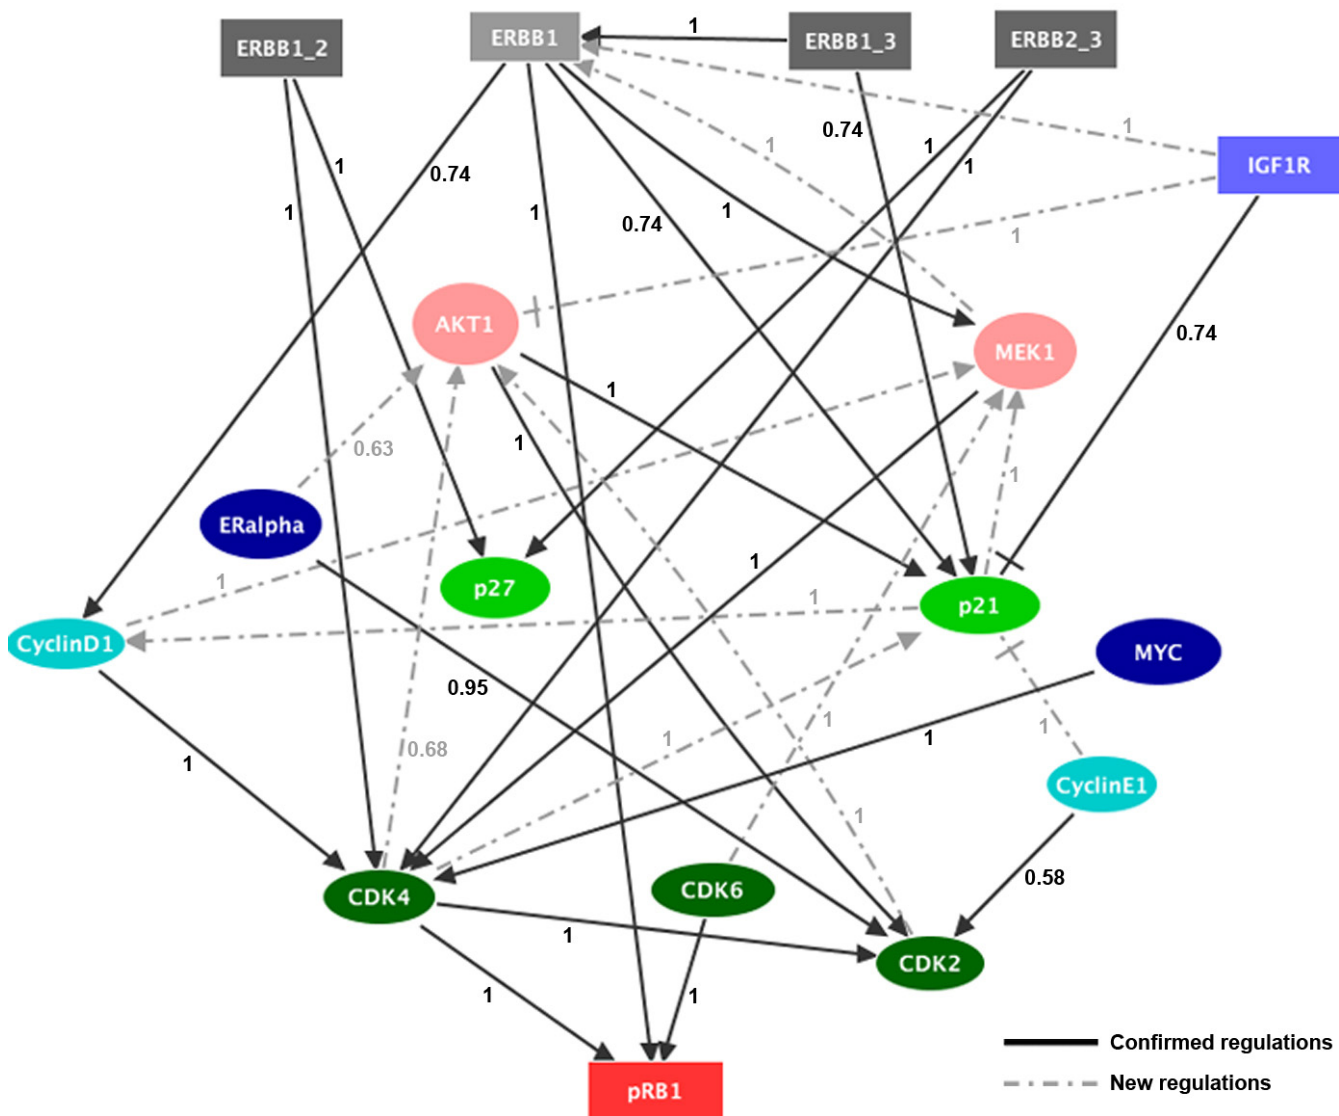 ERBB1_2
ERBB1
1
ERBB1_3
ERBB2_3
1
0.74
1
1
IGF1R
1
0.74
1
1
1
1
0.74
1
1
AKT1
MEK1
0.74
1
1
0.63
1
ERalpha
1
1
p27
p21
1
CyclinD1
MYC
0.95
1
1
1
0.68
1
1
CyclinE1
1
CDK4
CDK6
0.58
1
CDK2
1
1
Confirmed regulations
New regulations
pRB1